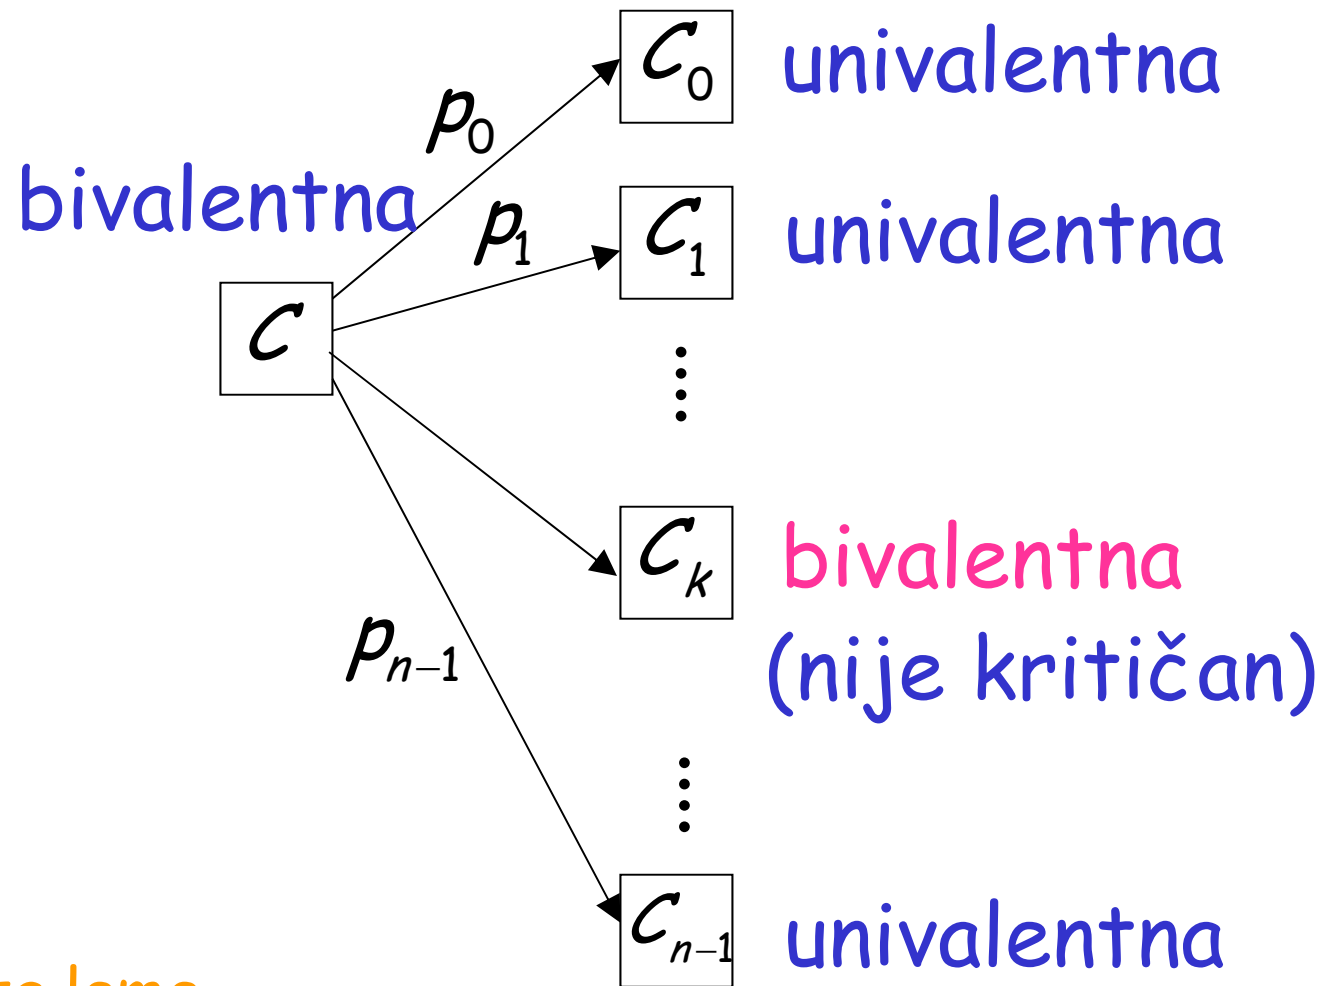 C₀ univalentna
p₀
bivalentna
p₁ C₁ univalentna
C
Cₖ bivalentna
(nije kritičan)
pₙ₋₁
Cₙ₋₁ univalentna